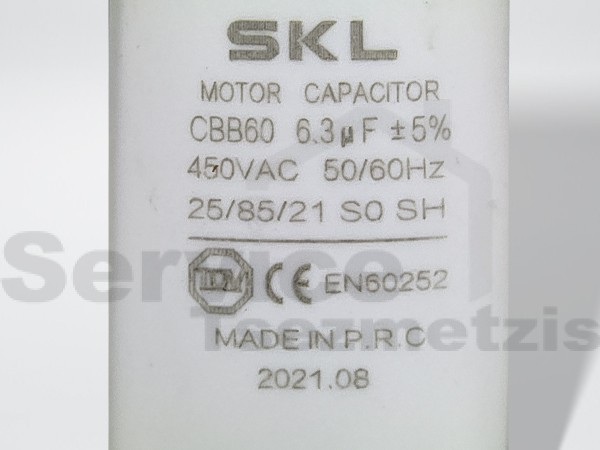 SKL
MOTOR CAPACITOR
CBB60 6.3µF ±5%
450VAC 50/60Hz
25/85/21 S0 SH
CE EN60252
MADE IN P.R.C
2021.08
Service
Tsezmetzis